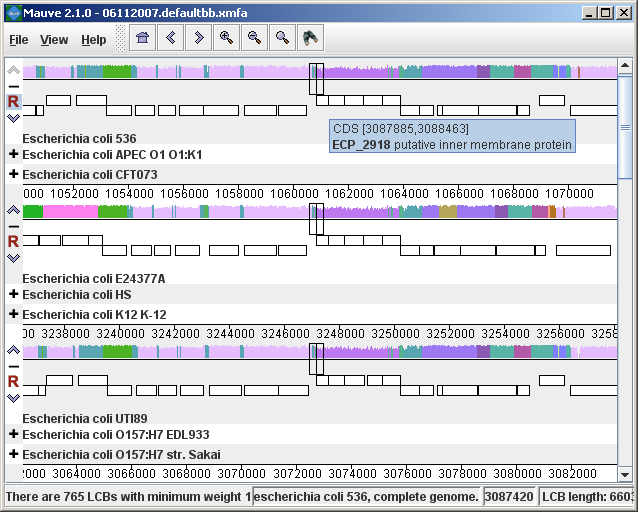 Mauve 2.1.0 - 06112007.defaultbb.xmfa
File View Help
R
CDS [3087885,3088463]
ECP_2918 putative inner membrane protein
Escherichia coli 536
Escherichia coli APEC O1 O1:K1
Escherichia coli CFT073
000 1052000 1054000 1056000 1058000 1060000 1062000 1064000 1066000 1068000 1070000
R
Escherichia coli E24377A
Escherichia coli HS
Escherichia coli K12 K-12
00 3238000 3240000 3242000 3244000 3246000 3248000 3250000 3252000 3254000 3256000 3258
R
Escherichia coli UTI89
Escherichia coli O157:H7 EDL933
Escherichia coli O157:H7 str. Sakai
2000 3064000 3066000 3068000 3070000 3072000 3074000 3076000 3078000 3080000 3082000
There are 765 LCBs with minimum weight 1 escherichia coli 536, complete genome. 3087420 LCB length: 6603